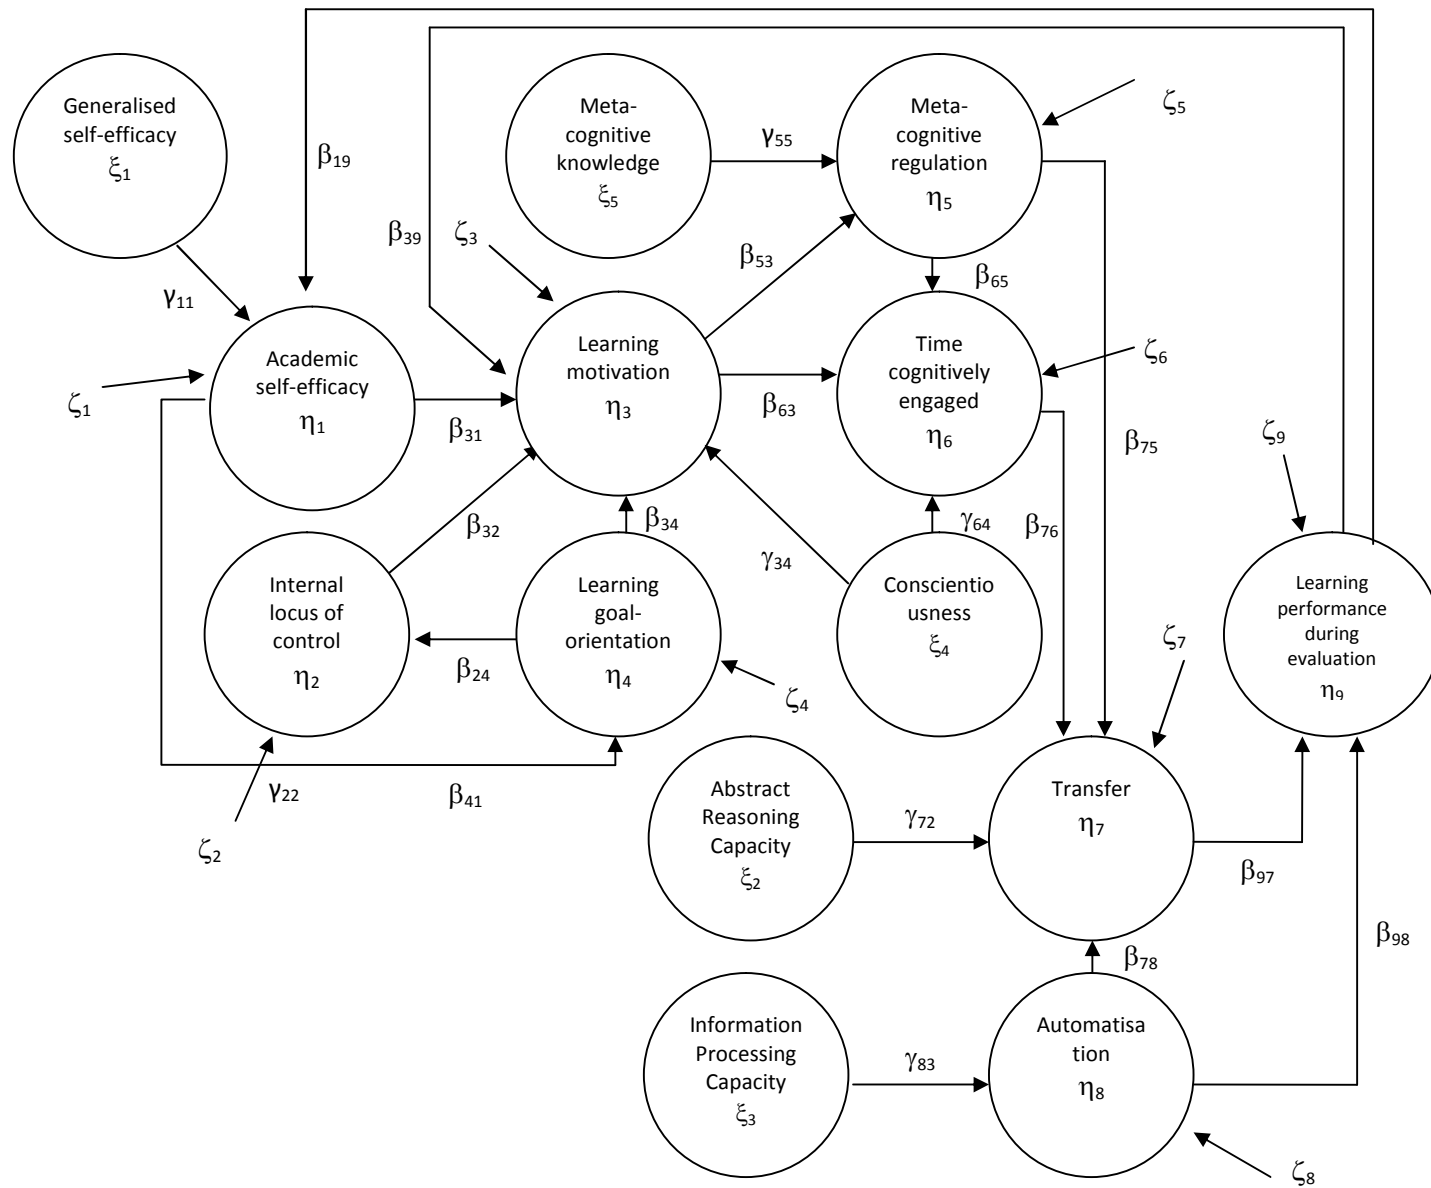 Generalised
self-efficacy
ξ1
Meta-
cognitive
knowledge
ξ5
Meta-
cognitive
regulation
η5
ζ5
γ55
β19
β39
ζ3
β53
β65
γ11
Academic
self-efficacy
η1
ζ1
Learning
motivation
η3
Time
cognitively
engaged
η6
ζ6
β31
β63
β75
ζ9
β32
β34
γ34
γ64
β76
Internal
locus of
control
η2
Learning
goal-
orientation
η4
Conscientio
usness
ξ4
Learning
performance
during
evaluation
η9
β24
ζ4
ζ7
γ22
β41
ζ2
Abstract
Reasoning
Capacity
ξ2
γ72
Transfer
η7
β97
β98
β78
Information
Processing
Capacity
ξ3
γ83
Automatisa
tion
η8
ζ8